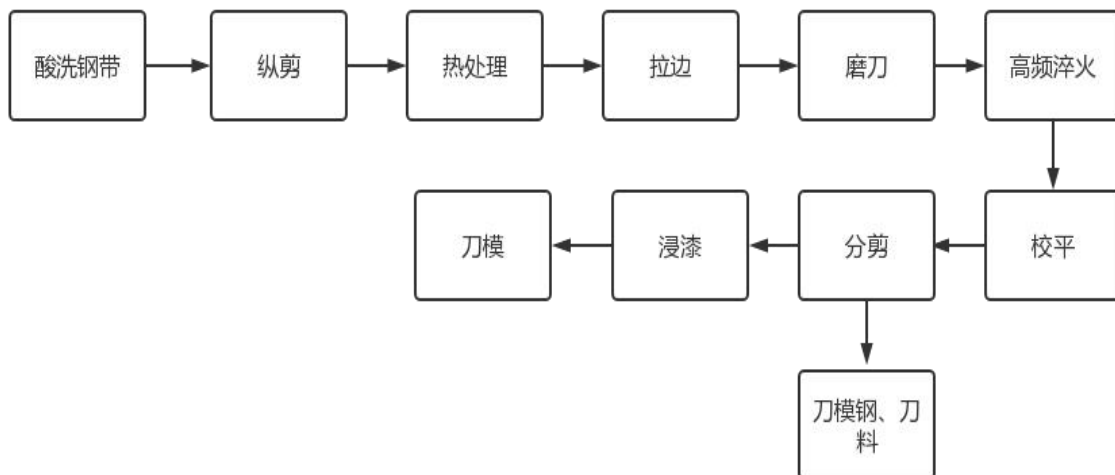 酸洗钢带
纵剪
热处理
拉边
磨刀
高频淬火
校平
分剪
浸漆
刀模
刀模钢、刀
料